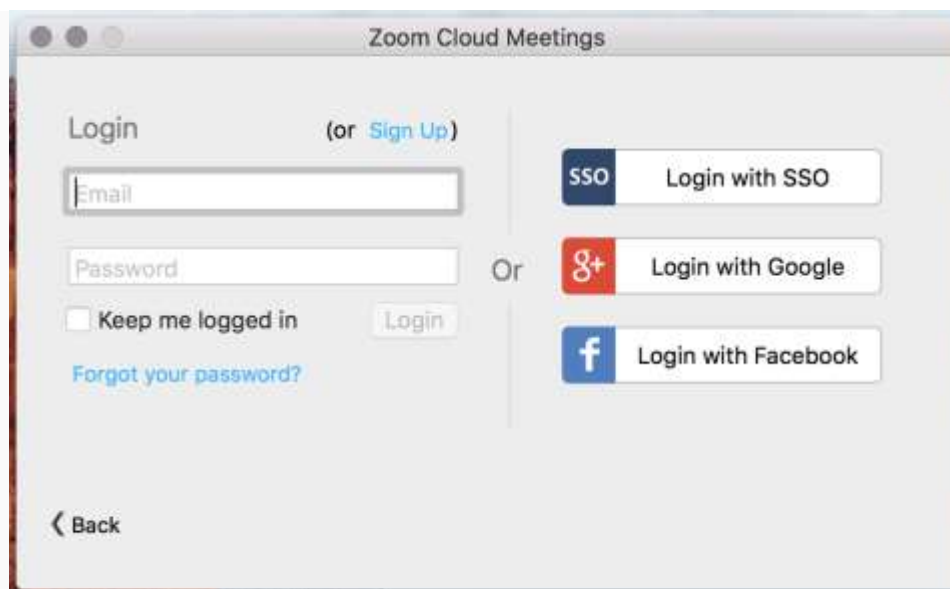 Zoom Cloud Meetings
Login (or Sign Up)
Email
Password
Keep me logged in Login
Forgot your password?
Or
SSO Login with SSO
g+ Login with Google
f Login with Facebook
Back